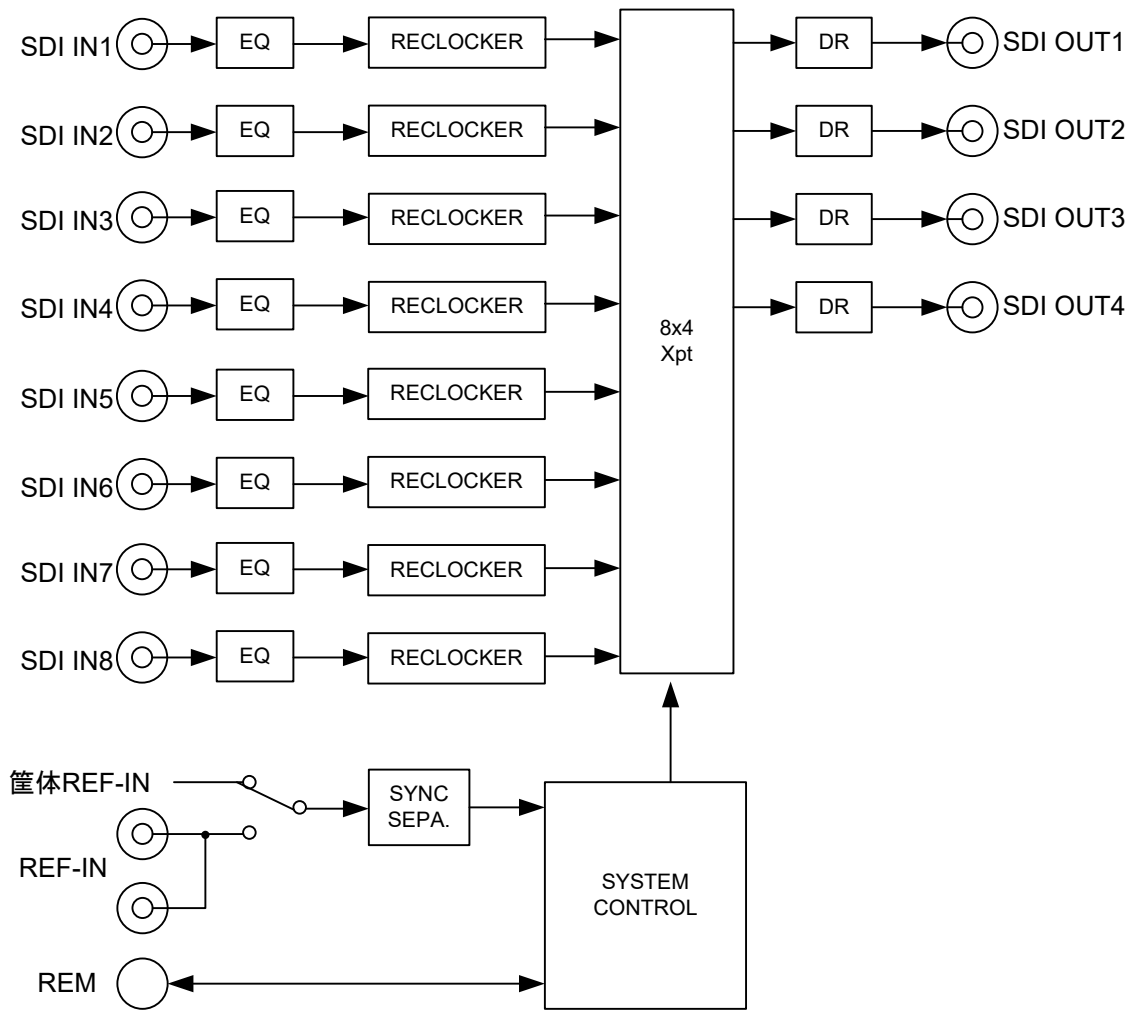 SDI IN1 EQ RECLOCKER DR SDI OUT1
SDI IN2 EQ RECLOCKER DR SDI OUT2
SDI IN3 EQ RECLOCKER DR SDI OUT3
SDI IN4 EQ RECLOCKER DR SDI OUT4
8x4
Xpt
SDI IN5 EQ RECLOCKER
SDI IN6 EQ RECLOCKER
SDI IN7 EQ RECLOCKER
SDI IN8 EQ RECLOCKER
筐体REF-IN
SYNC
SEPA.
REF-IN
SYSTEM
CONTROL
REM